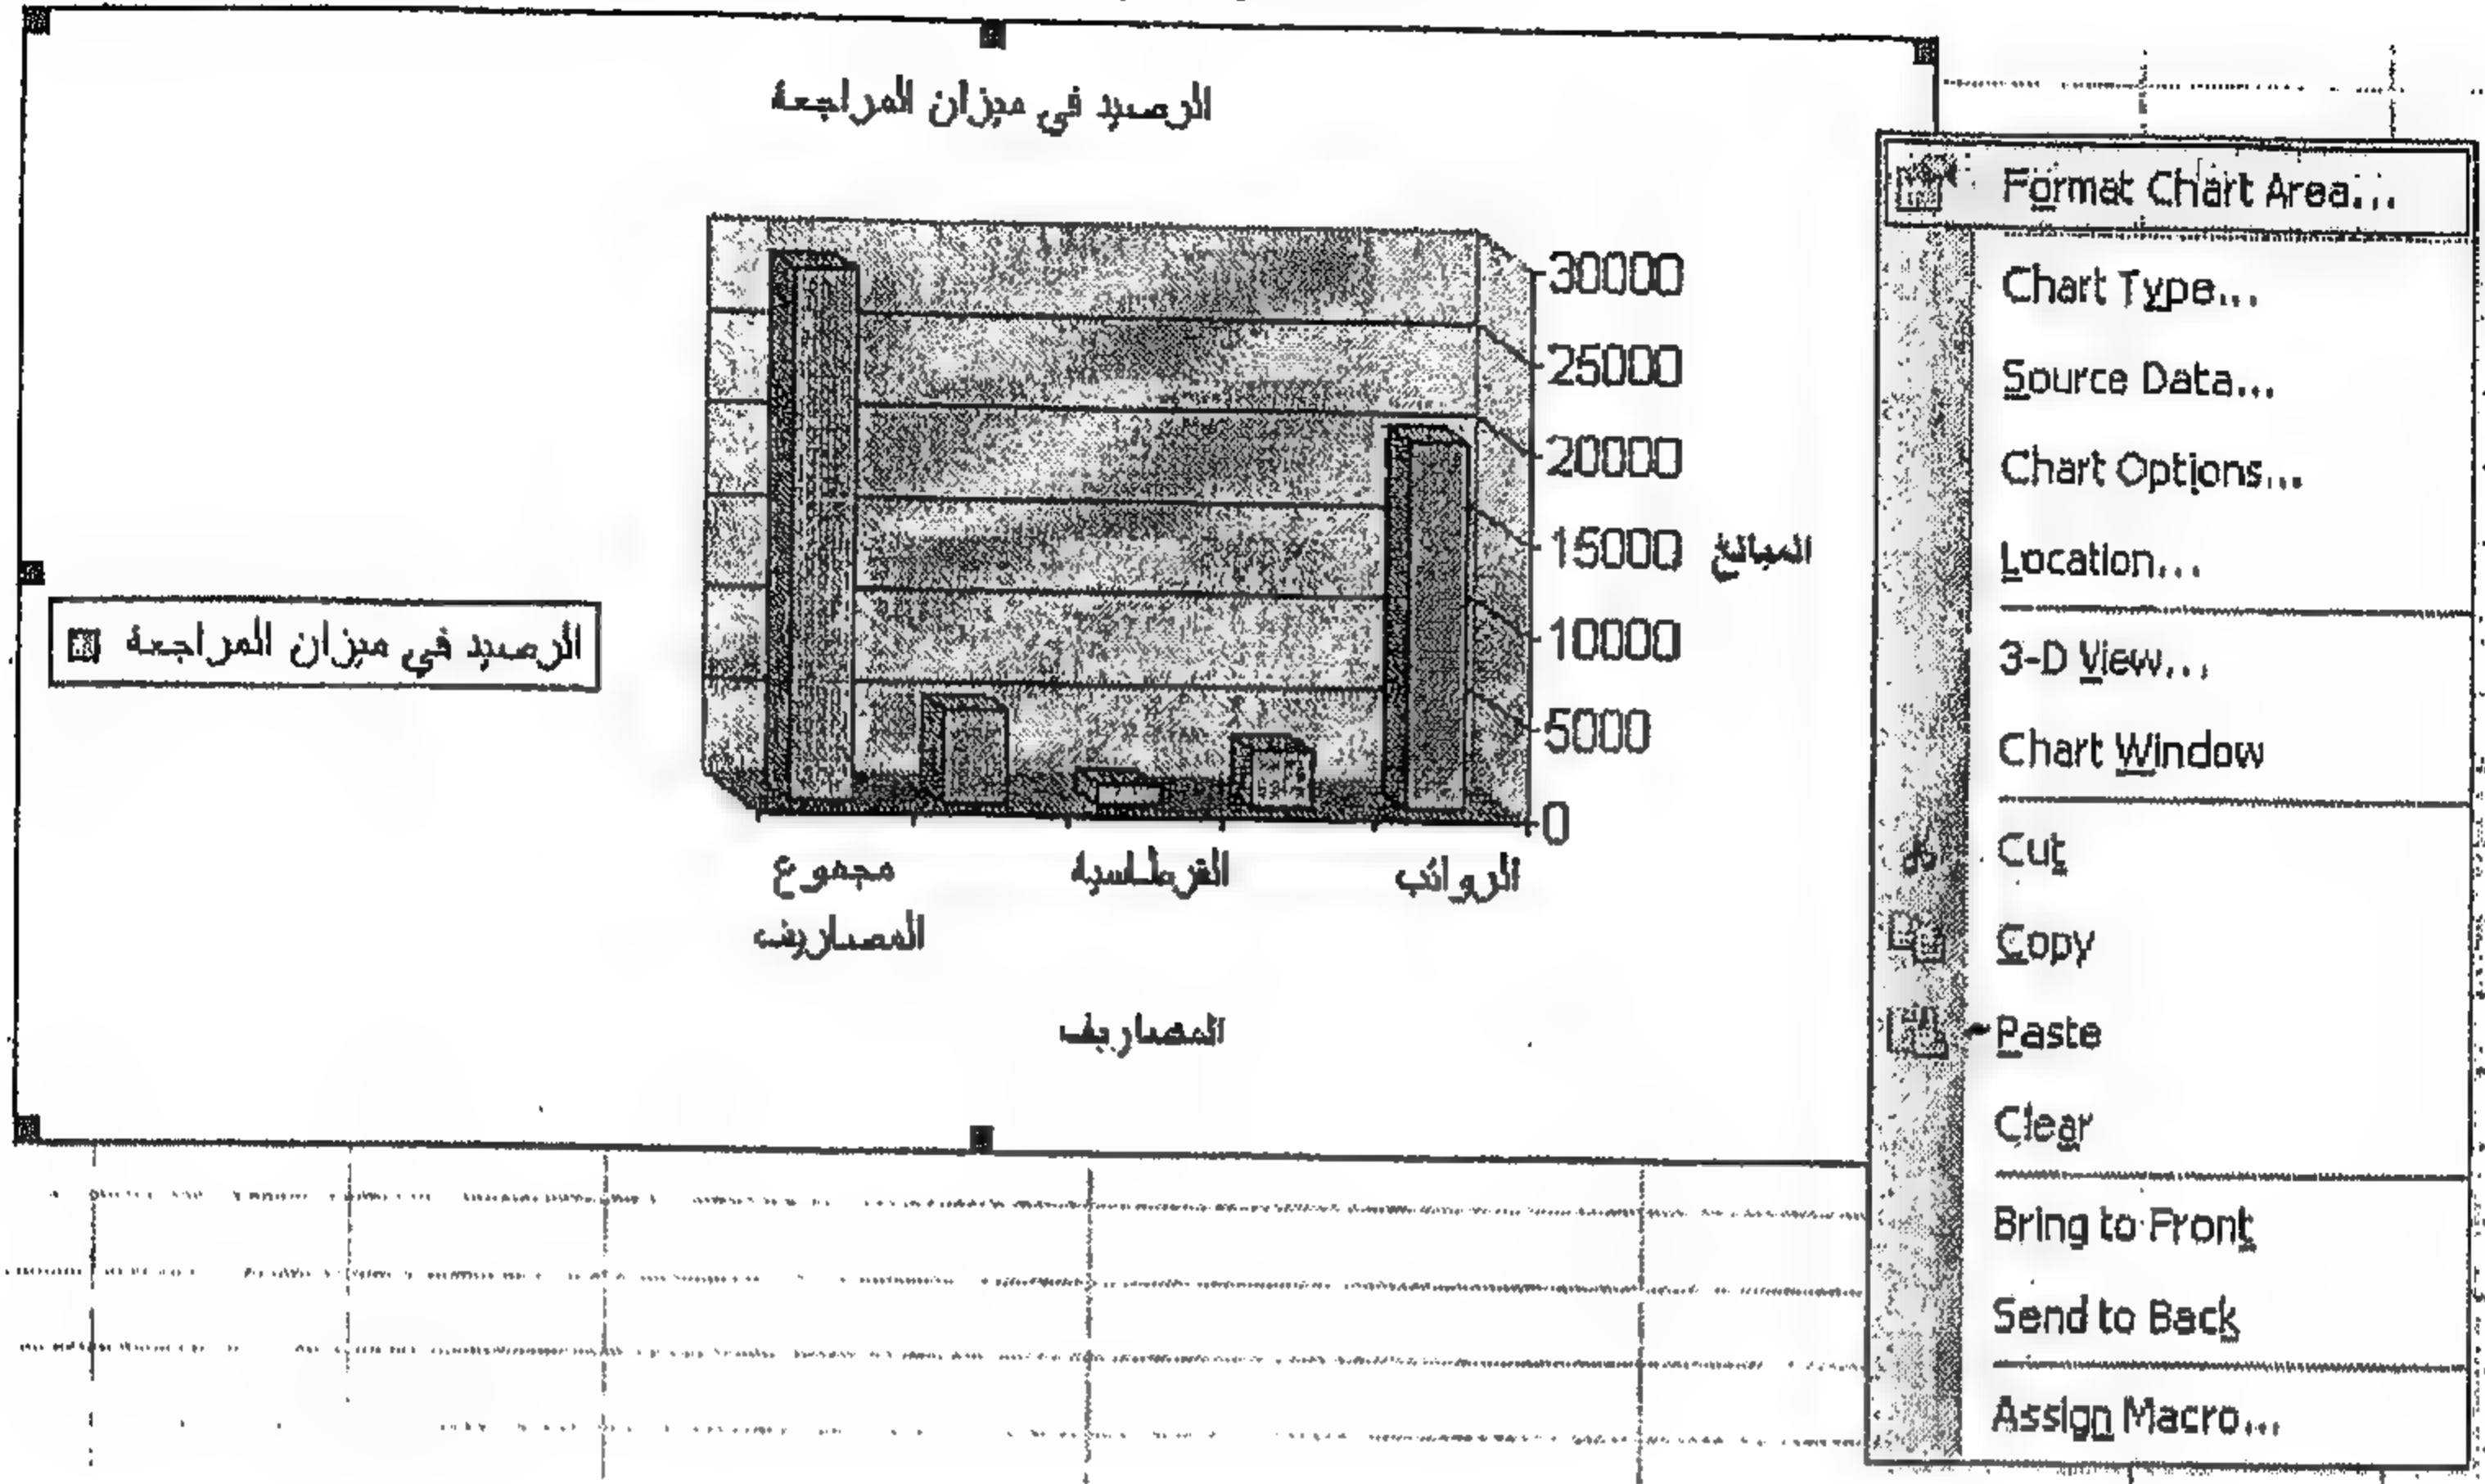 الرصيد في ميزان المراجعة
30000
25000
20000
15000
10000
5000
0
المبالغ
الرواتب
القرطاسية
مجموع
المصاريف
المصاريف
الرصيد في ميزان المراجعة
Format Chart Area...
Chart Type...
Source Data...
Chart Options...
Location...
3-D View...
Chart Window
Cut
Copy
Paste
Clear
Bring to Front
Send to Back
Assign Macro...